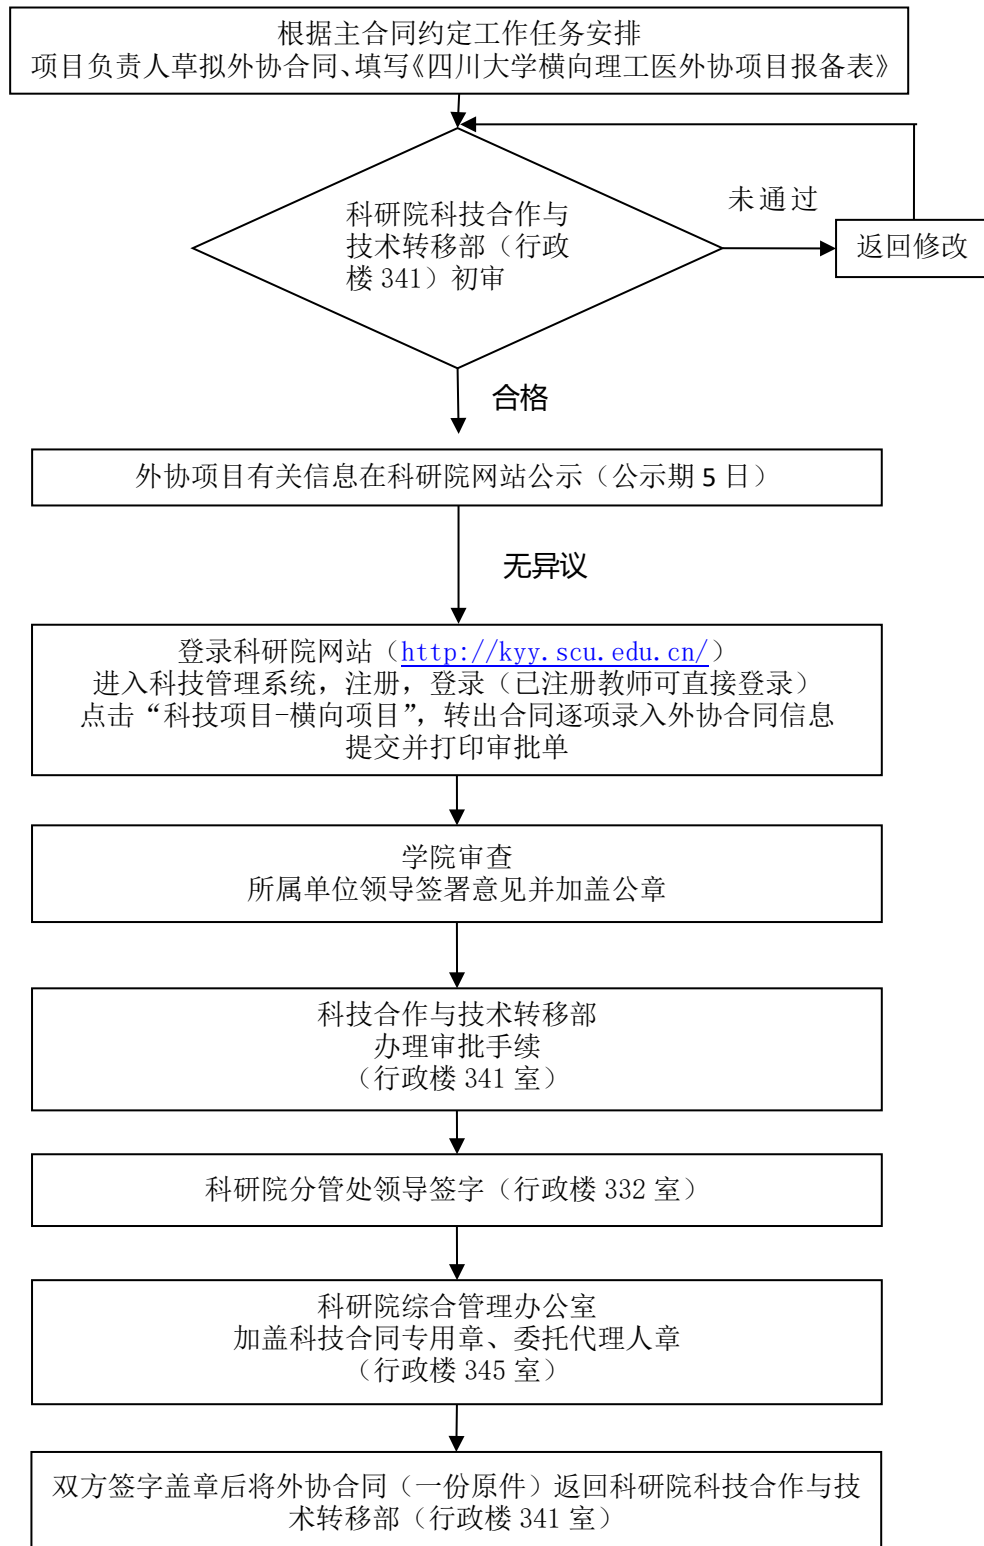 根据主合同约定工作任务安排
项目负责人草拟外协合同、填写《四川大学横向理工医外协项目报备表》
科研院科技合作与
技术转移部（行政
楼 341）初审
未通过
返回修改
合格
外协项目有关信息在科研院网站公示（公示期 5 日）
无异议
登录科研院网站（http://kyy.scu.edu.cn/）
进入科技管理系统，注册，登录（已注册教师可直接登录）
点击“科技项目-横向项目”，转出合同逐项录入外协合同信息
提交并打印审批单
学院审查
所属单位领导签署意见并加盖公章
科技合作与技术转移部
办理审批手续
（行政楼 341 室）
科研院分管处领导签字（行政楼 332 室）
科研院综合管理办公室
加盖科技合同专用章、委托代理人章
（行政楼 345 室）
双方签字盖章后将外协合同（一份原件）返回科研院科技合作与技
术转移部（行政楼 341 室）